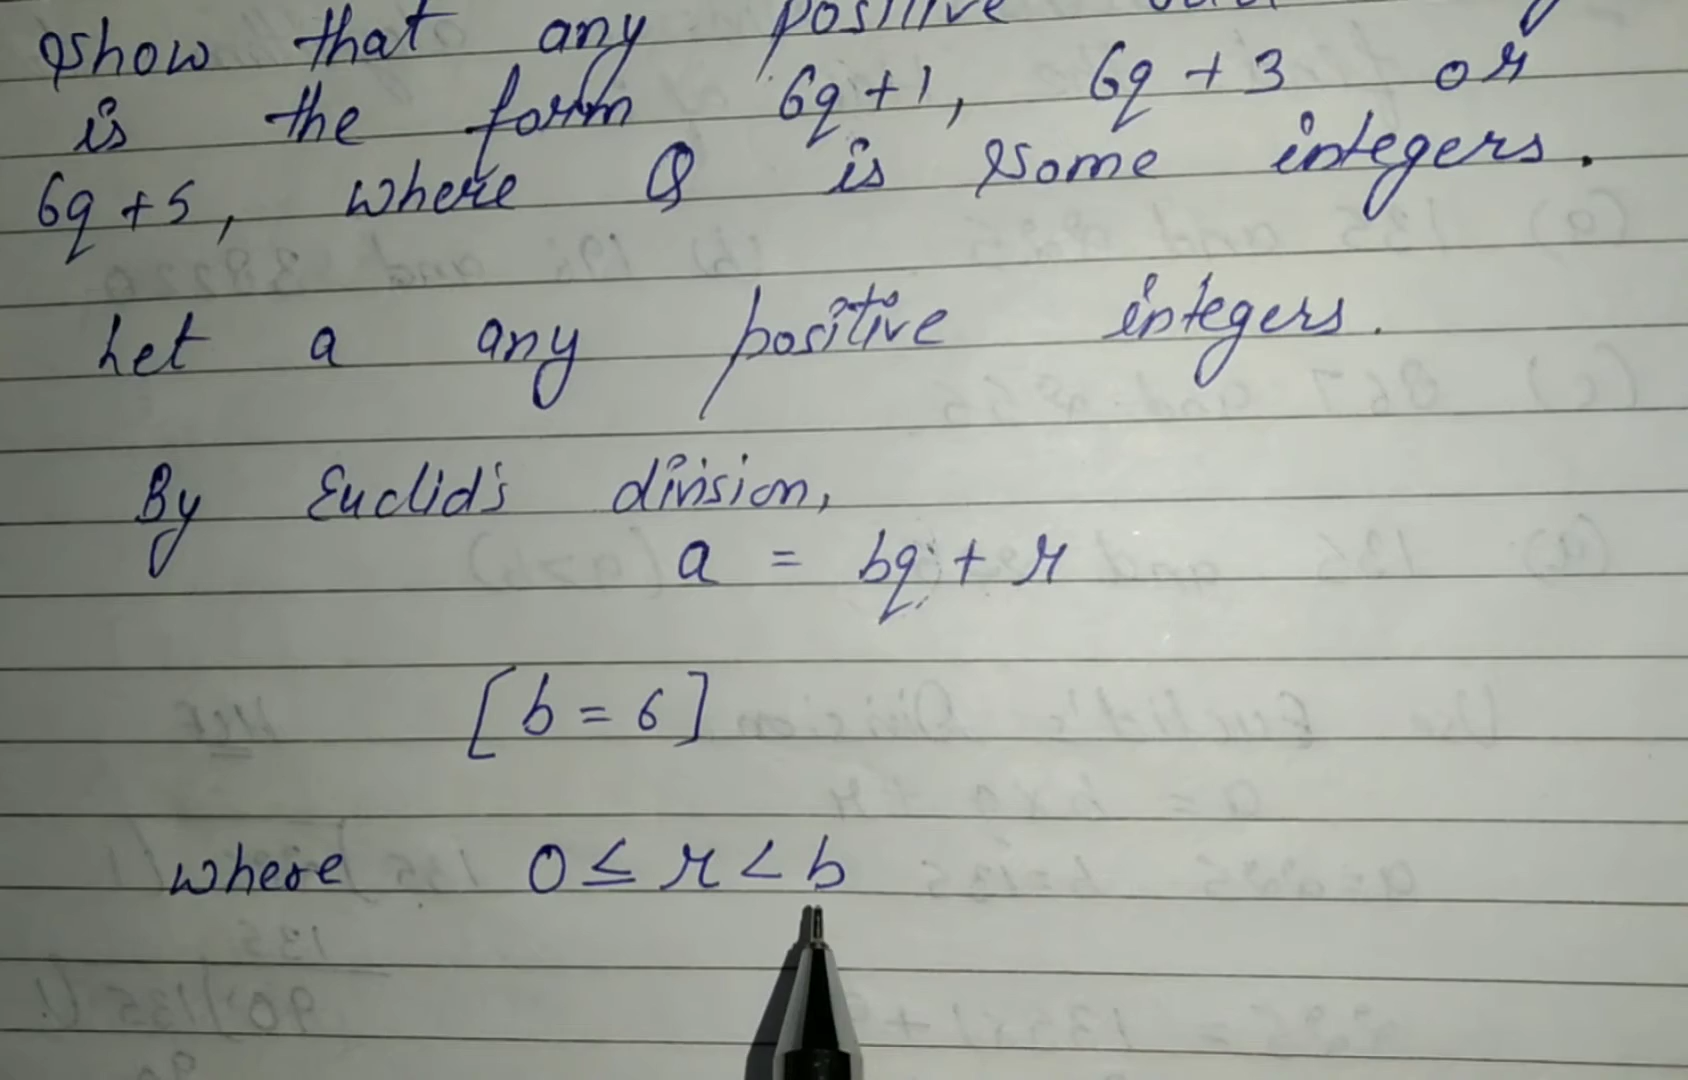 show that any positive
is the form 6q+1, 6q+3 or
6q+5, where Q is some integers.
Let a any positive integers.
By Euclid's division,
a = bq + r
[b = 6]
where 0 ≤ r < b